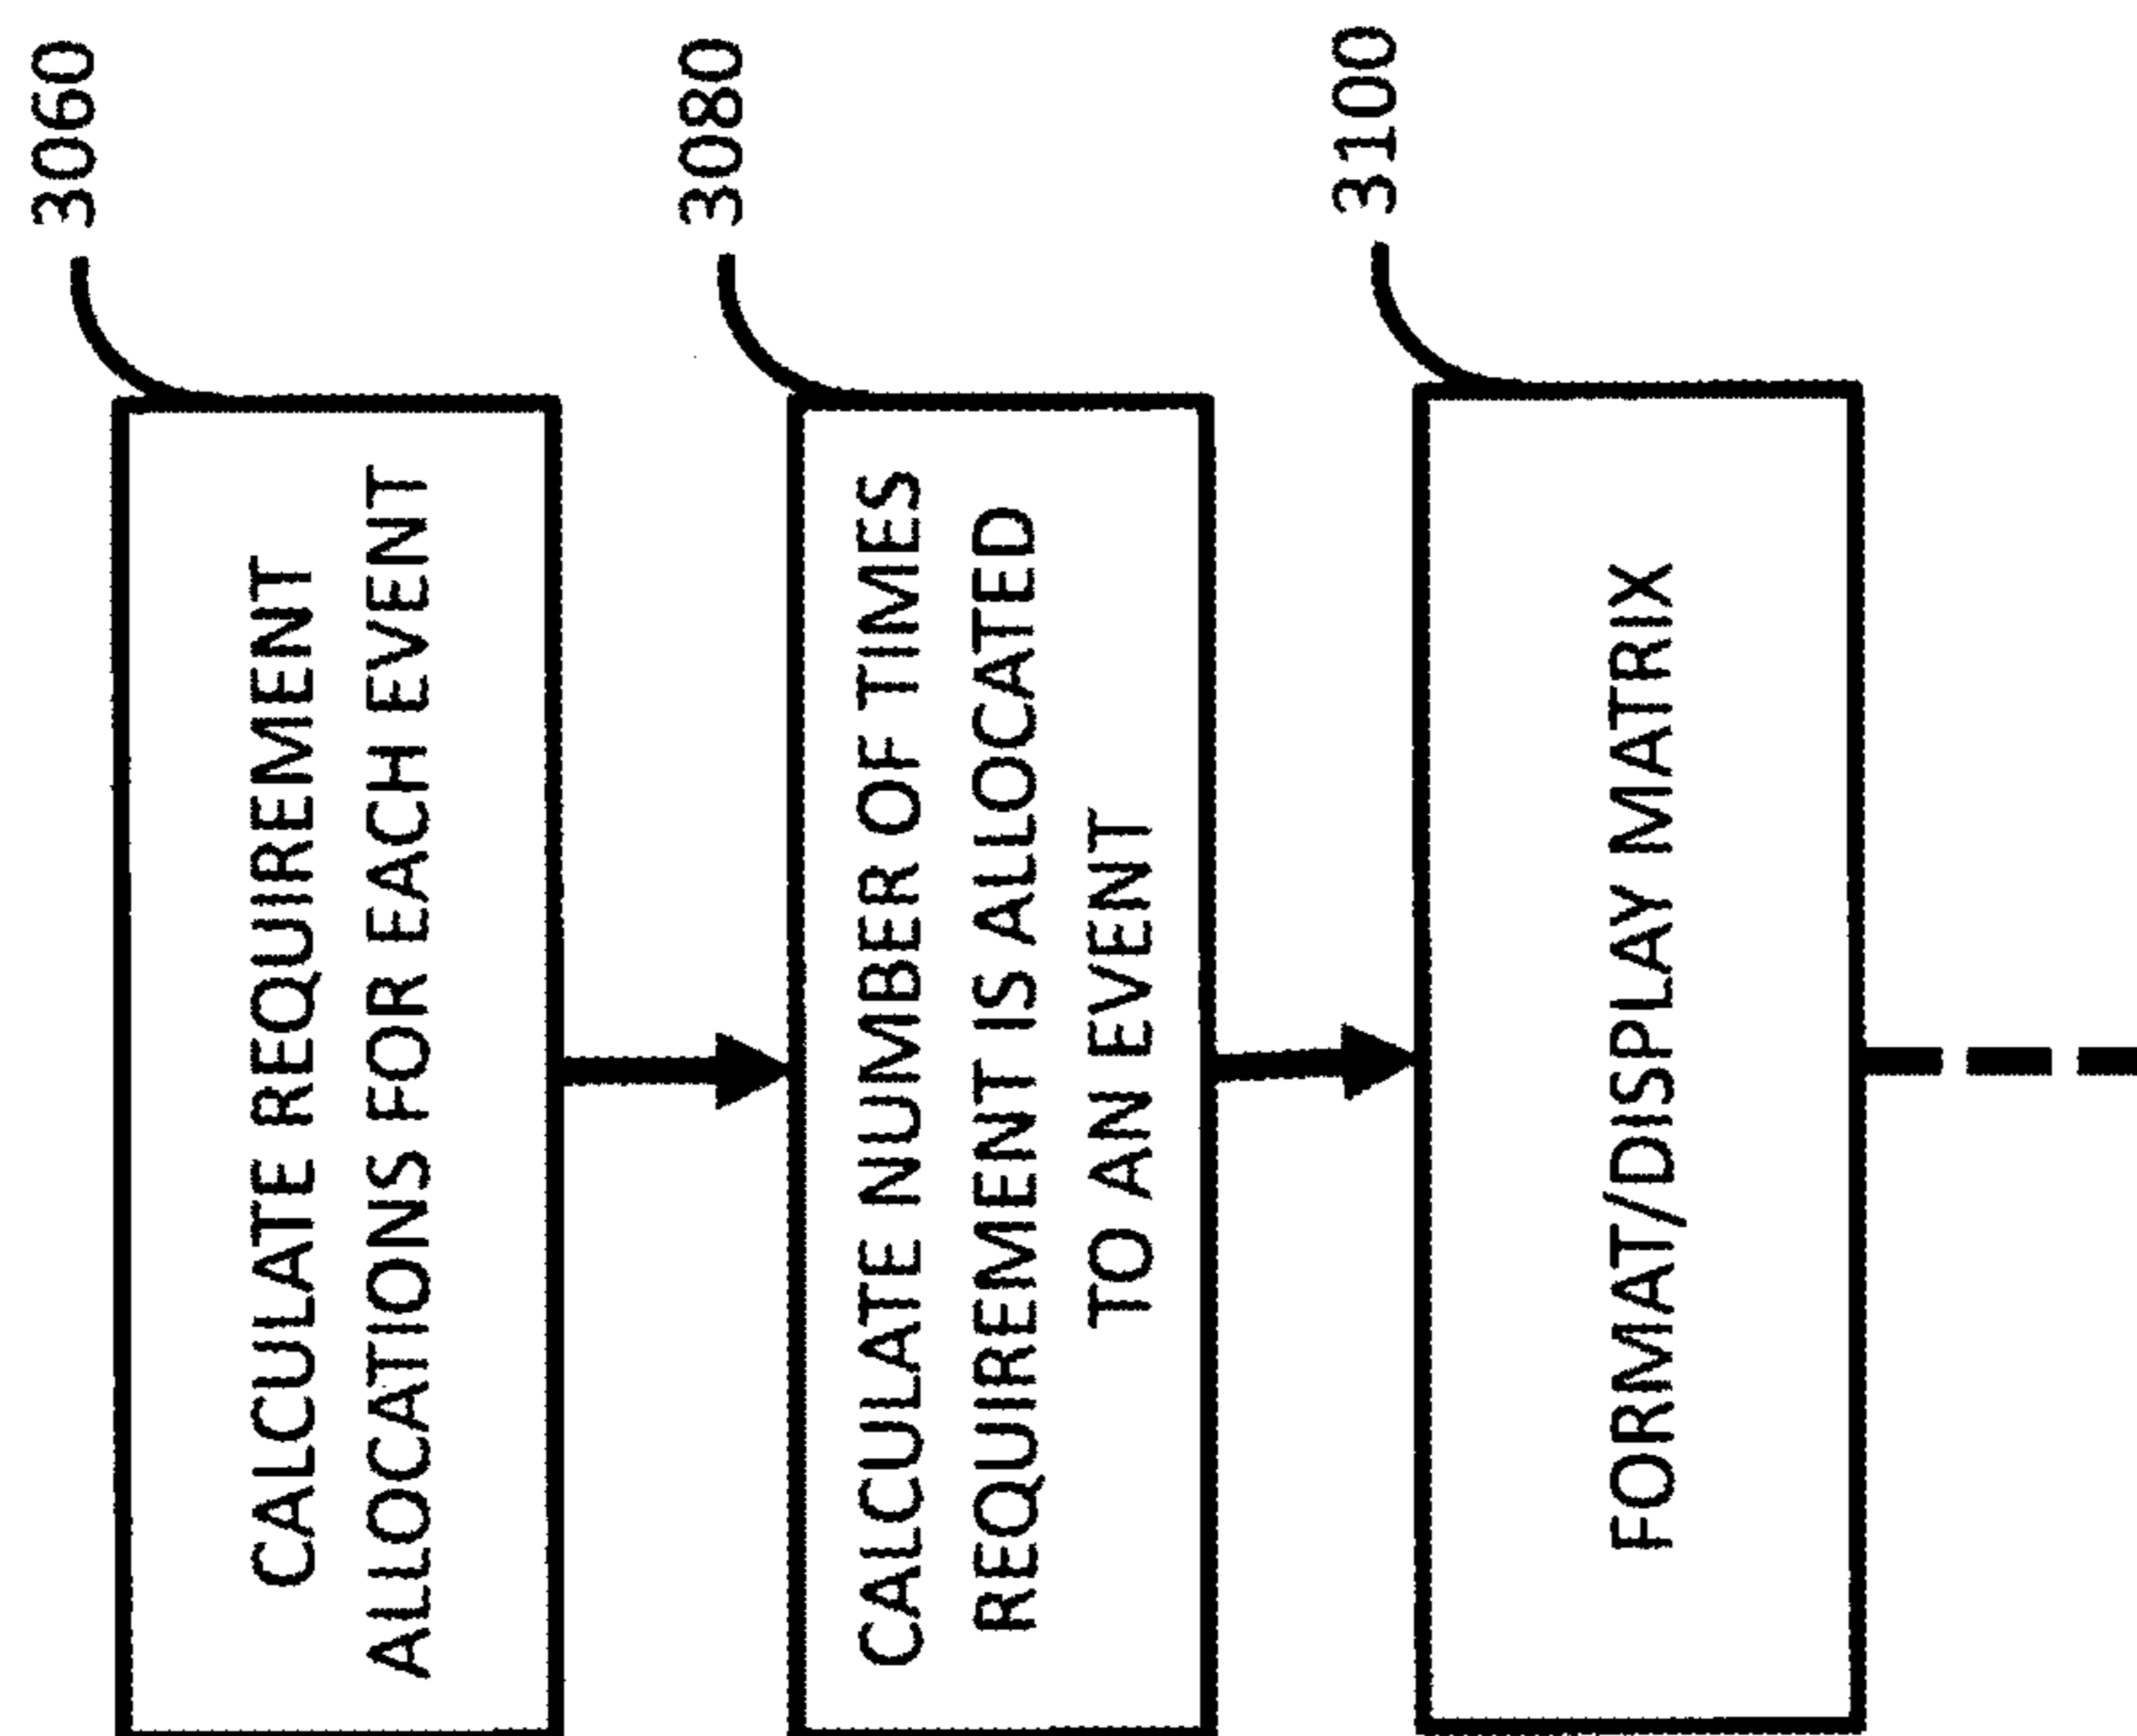 3060
CALCULATE REQUIREMENT
ALLOCATIONS FOR EACH EVENT
3080
CALCULATE NUMBER OF TIMES
REQUIREMENT IS ALLOCATED
TO AN EVENT
3100
FORMAT/DISPLAY MATRIX